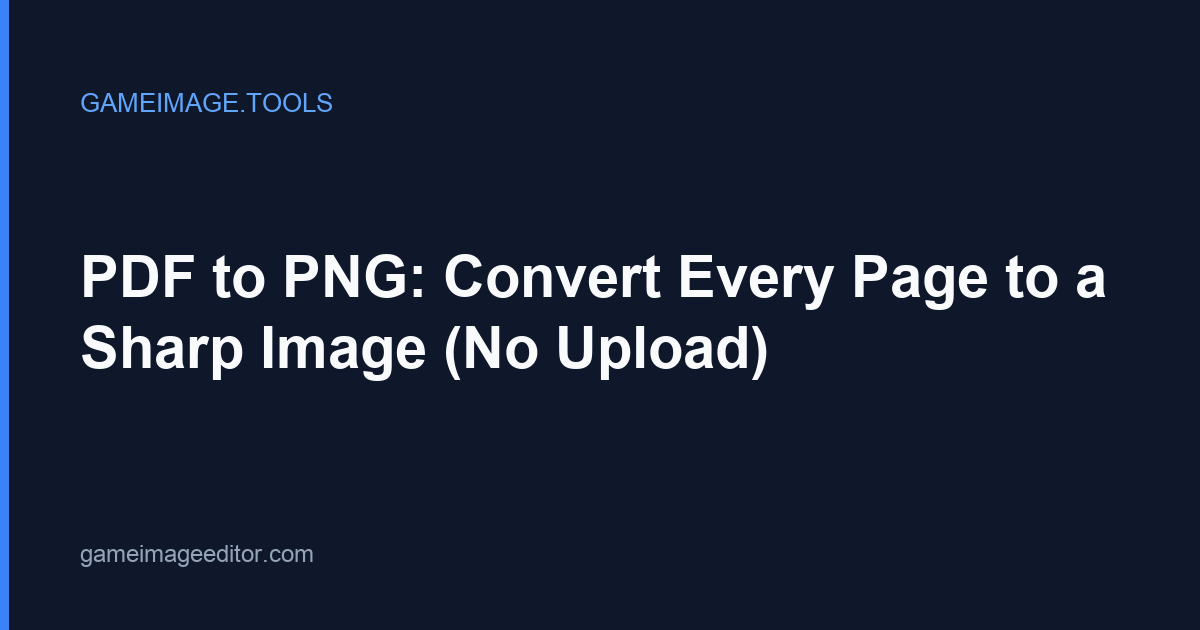 GAMEIMAGE.TOOLS
PDF to PNG: Convert Every Page to a
Sharp Image (No Upload)
gameimageeditor.com